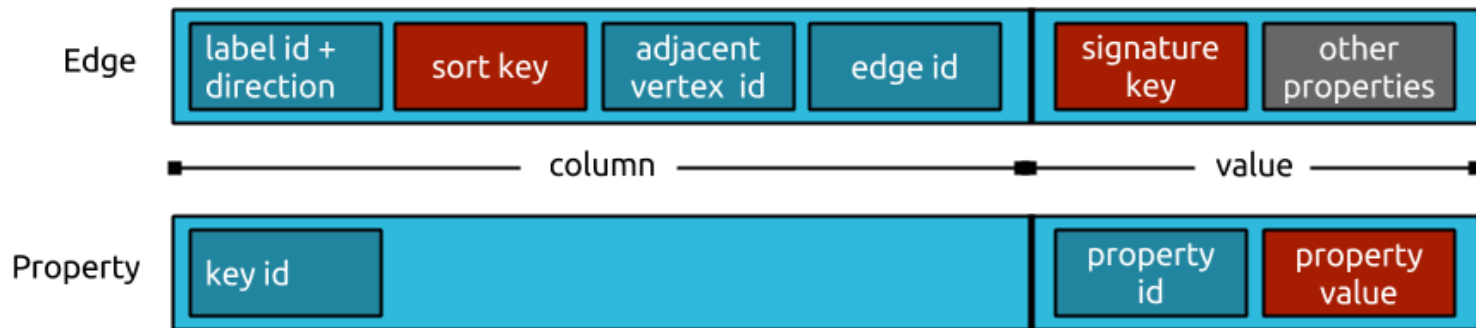 Edge
label id +
direction
sort key
adjacent
vertex id
edge id
signature
key
other
properties
column
value
Property
key id
property
id
property
value